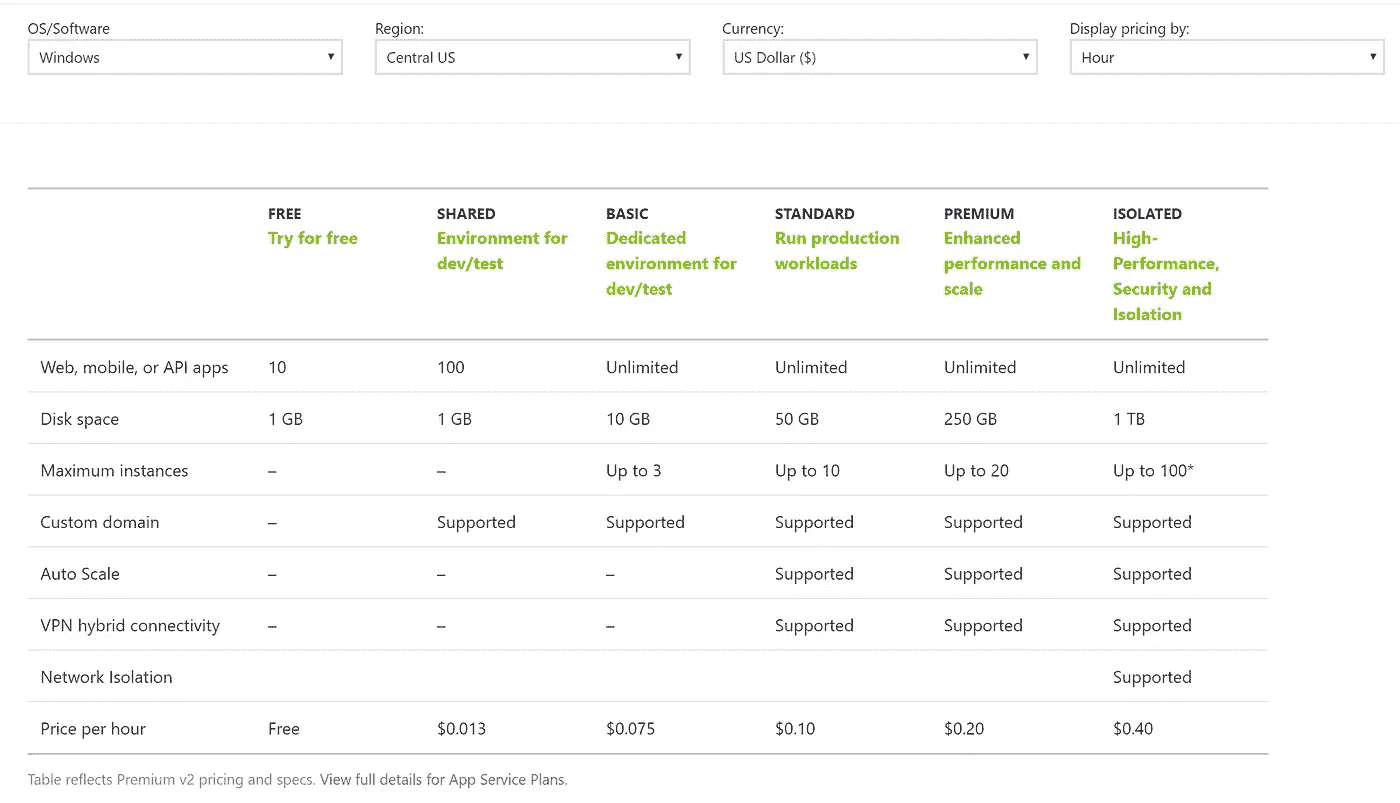 OS/Software Region: Currency: Display pricing by:
Windows Central US US Dollar ($) Hour
FREE SHARED BASIC STANDARD PREMIUM ISOLATED
Try for free Environment for Dedicated Run production Enhanced High-
dev/test environment for workloads performance and Performance,
dev/test scale Security and
Isolation
Web, mobile, or API apps 10 100 Unlimited Unlimited Unlimited Unlimited
Disk space 1 GB 1 GB 10 GB 50 GB 250 GB 1 TB
Maximum instances – – Up to 3 Up to 10 Up to 20 Up to 100*
Custom domain – Supported Supported Supported Supported Supported
Auto Scale – – – Supported Supported Supported
VPN hybrid connectivity – – – Supported Supported Supported
Network Isolation Supported
Price per hour Free $0.013 $0.075 $0.10 $0.20 $0.40
Table reflects Premium v2 pricing and specs. View full details for App Service Plans.